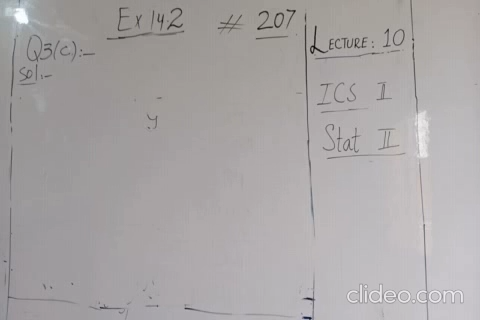 Ex 14.2 # 207
Q3(c):-
Sol:-
y
LECTURE: 10
ICS II
Stat II
clideo.com